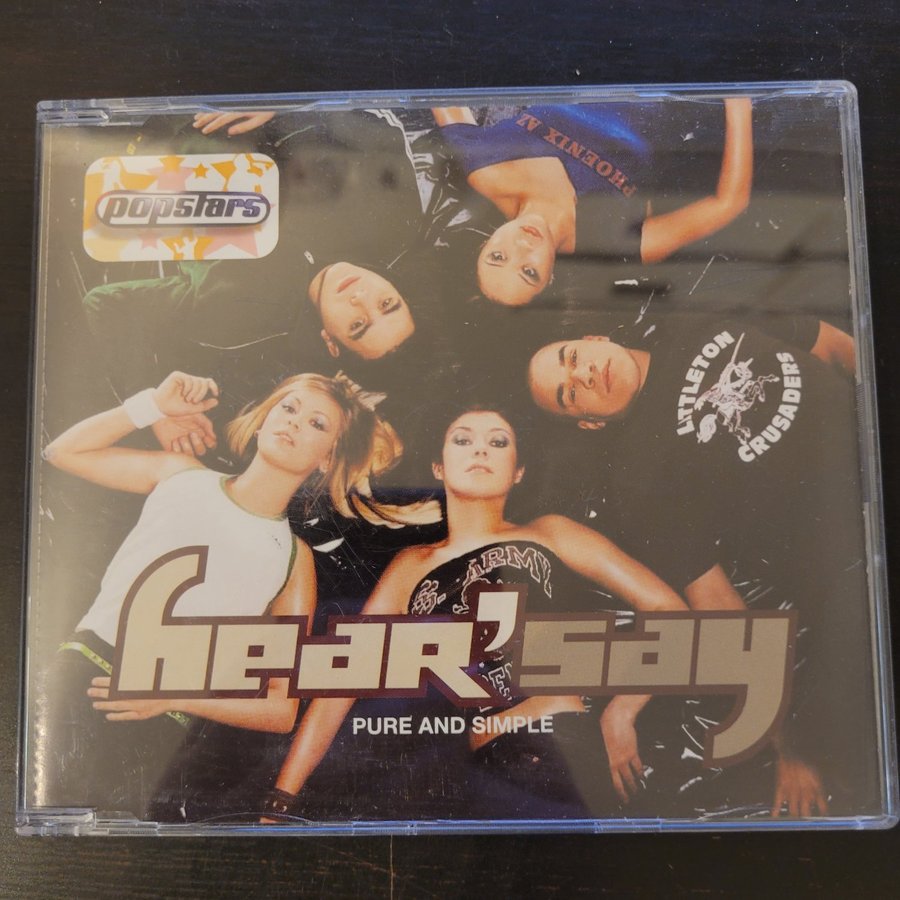 popstars
PHOENIX AZ
LITTLETON
CRUSADERS
ARMY
hear'say
PURE AND SIMPLE